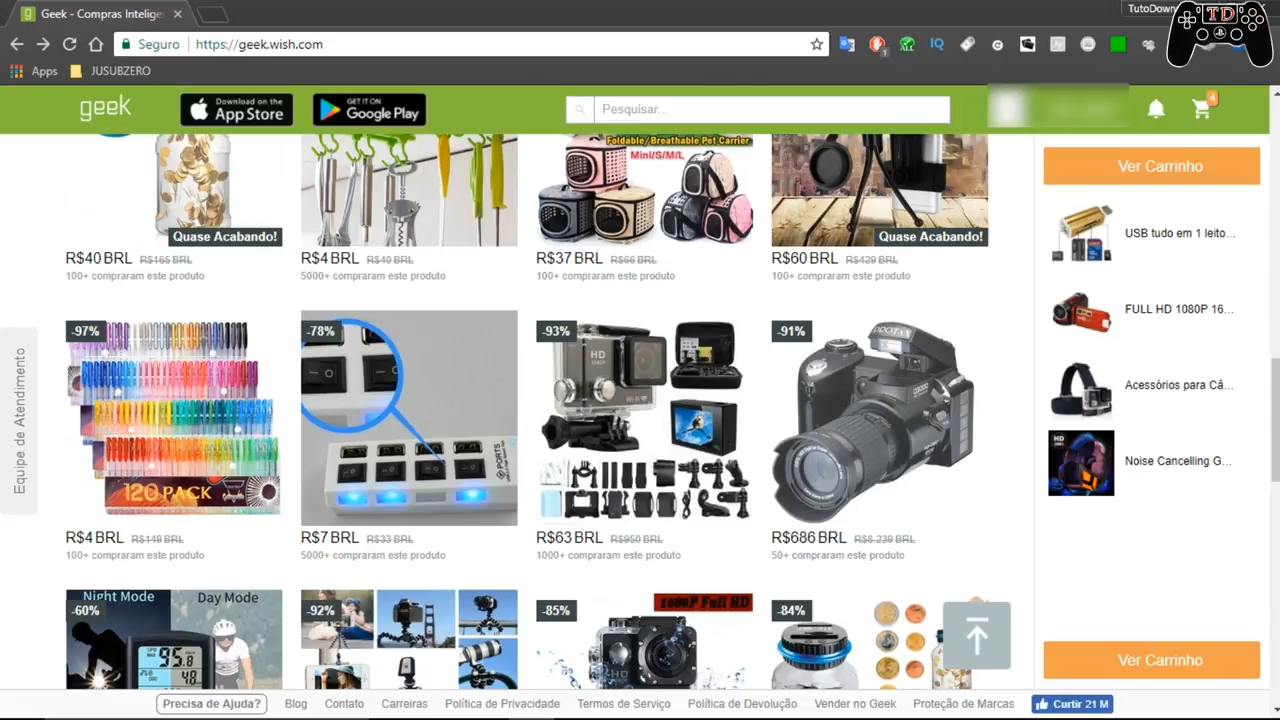 Geek - Compras Intelige
TutoDown
TD
Seguro
https://geek.wish.com
Apps
JUSUBZERO
geek
Download on the
App Store
GET IT ON
Google Play
Pesquisar...
4
Foldable/Breathable Pet Carrier
Mini/S/M/L
Quase Acabando!
Quase Acabando!
R$40 BRL R$165 BRL
100+ compraram este produto
R$4 BRL R$40 BRL
5000+ compraram este produto
R$37 BRL R$66 BRL
100+ compraram este produto
R$60 BRL R$429 BRL
100+ compraram este produto
-97%
120 PACK
-78%
PORTS
-93%
HD
-91%
R$4 BRL R$149 BRL
100+ compraram este produto
R$7 BRL R$33 BRL
5000+ compraram este produto
R$63 BRL R$950 BRL
1000+ compraram este produto
R$686 BRL R$8 239 BRL
50+ compraram este produto
Night Mode
Day Mode
-60%
95.8
-92%
-85%
1080P Full HD
-84%
Equipe de Atendimento
Ver Carrinho
USB tudo em 1 leito...
FULL HD 1080P 16...
Acessórios para Câ...
HD
Noise Cancelling G...
Ver Carrinho
Precisa de Ajuda?
Blog
Contato
Carreiras
Política de Privacidade
Termos de Serviço
Política de Devolução
Vender no Geek
Proteção de Marcas
Curtir 21 M